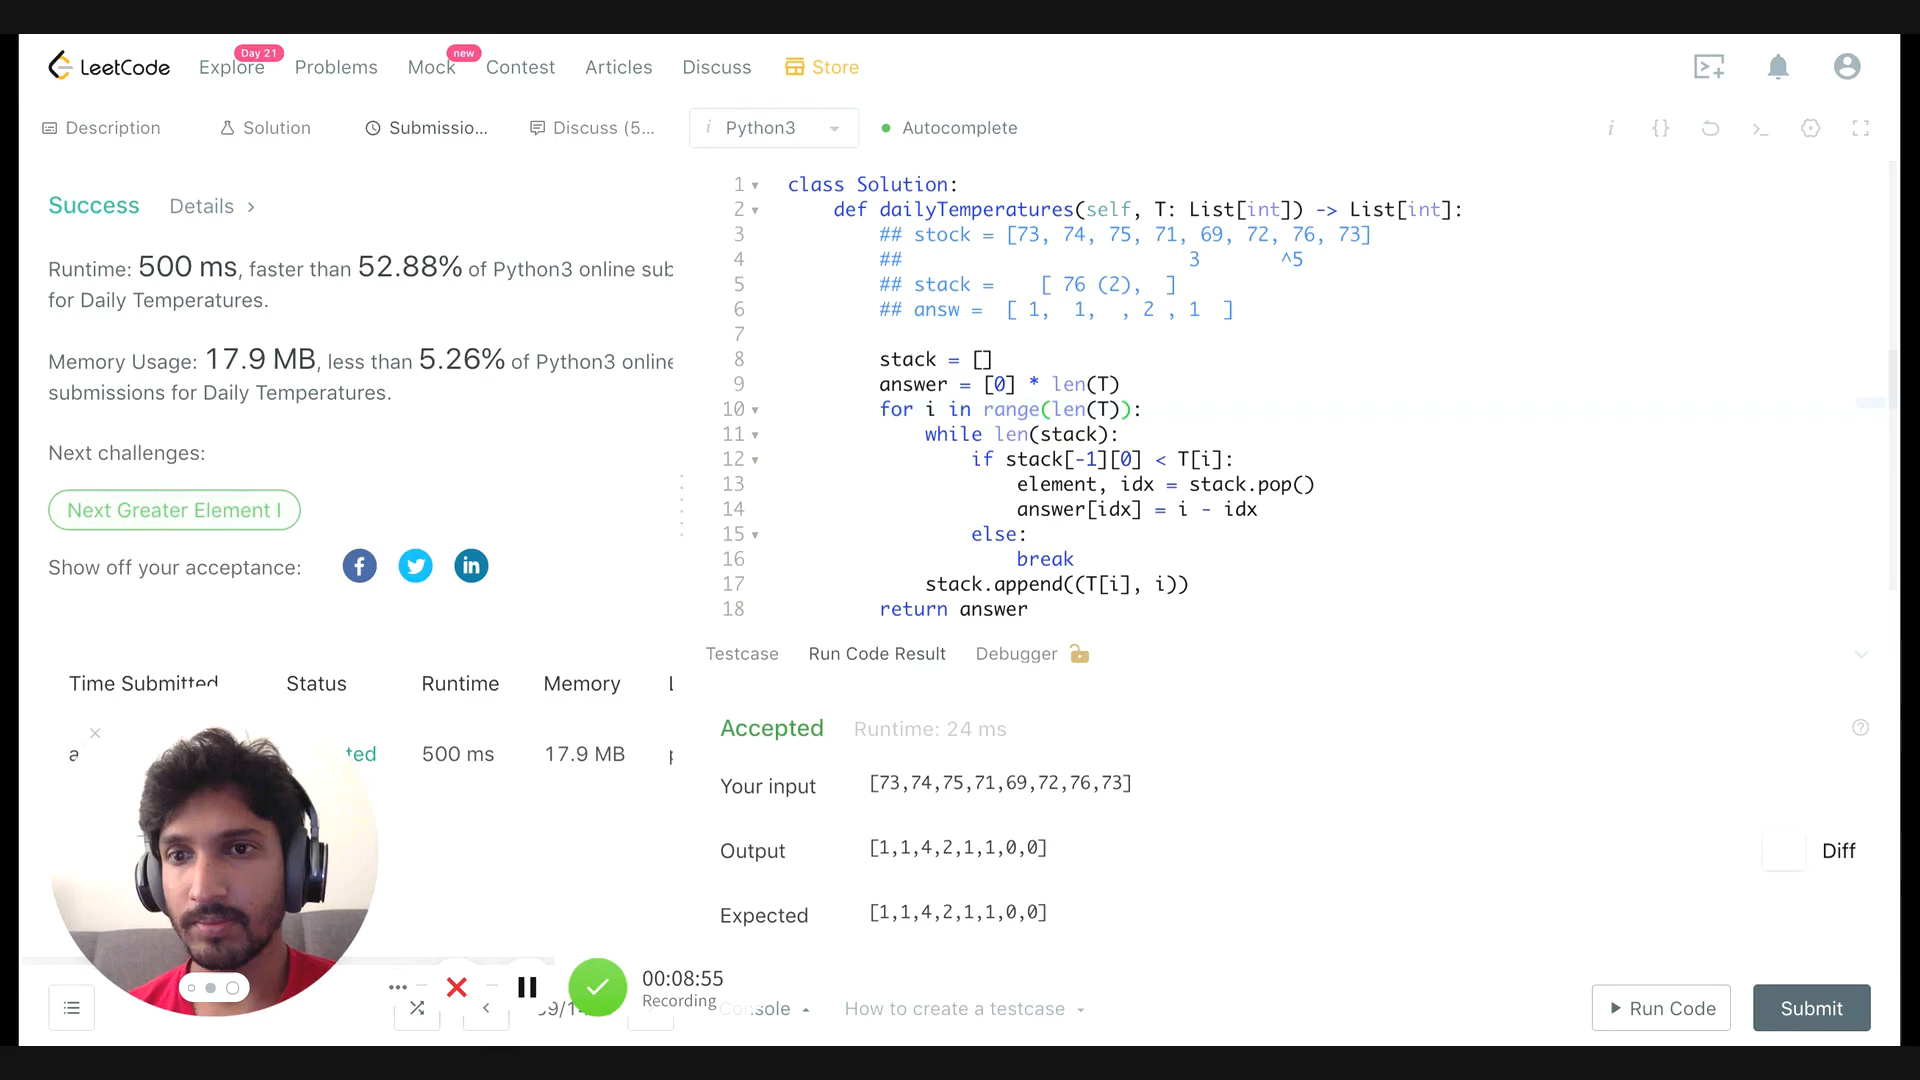 LeetCode
Explore
Day 21
Problems
Mock
new
Contest
Articles
Discuss
Store
Description
Solution
Submissio...
Discuss (5...
i Python3
Autocomplete
Success
Details >
Runtime: 500 ms, faster than 52.88% of Python3 online sub
for Daily Temperatures.
Memory Usage: 17.9 MB, less than 5.26% of Python3 online
submissions for Daily Temperatures.
Next challenges:
Next Greater Element I
Show off your acceptance:
Time Submitted Status Runtime Memory
a ted 500 ms 17.9 MB
1 class Solution:
2 def dailyTemperatures(self, T: List[int]) -> List[int]:
3 ## stock = [73, 74, 75, 71, 69, 72, 76, 73]
4 ## 3 ^5
5 ## stack = [ 76 (2), ]
6 ## answ = [ 1, 1, , 2 , 1 ]
7
8 stack = []
9 answer = [0] * len(T)
10 for i in range(len(T)):
11 while len(stack):
12 if stack[-1][0] < T[i]:
13 element, idx = stack.pop()
14 answer[idx] = i - idx
15 else:
16 break
17 stack.append((T[i], i))
18 return answer
Testcase
Run Code Result
Debugger
Accepted Runtime: 24 ms
Your input [73,74,75,71,69,72,76,73]
Output [1,1,4,2,1,1,0,0]
Diff
Expected [1,1,4,2,1,1,0,0]
00:08:55
Recording
onsole
How to create a testcase
Run Code
Submit